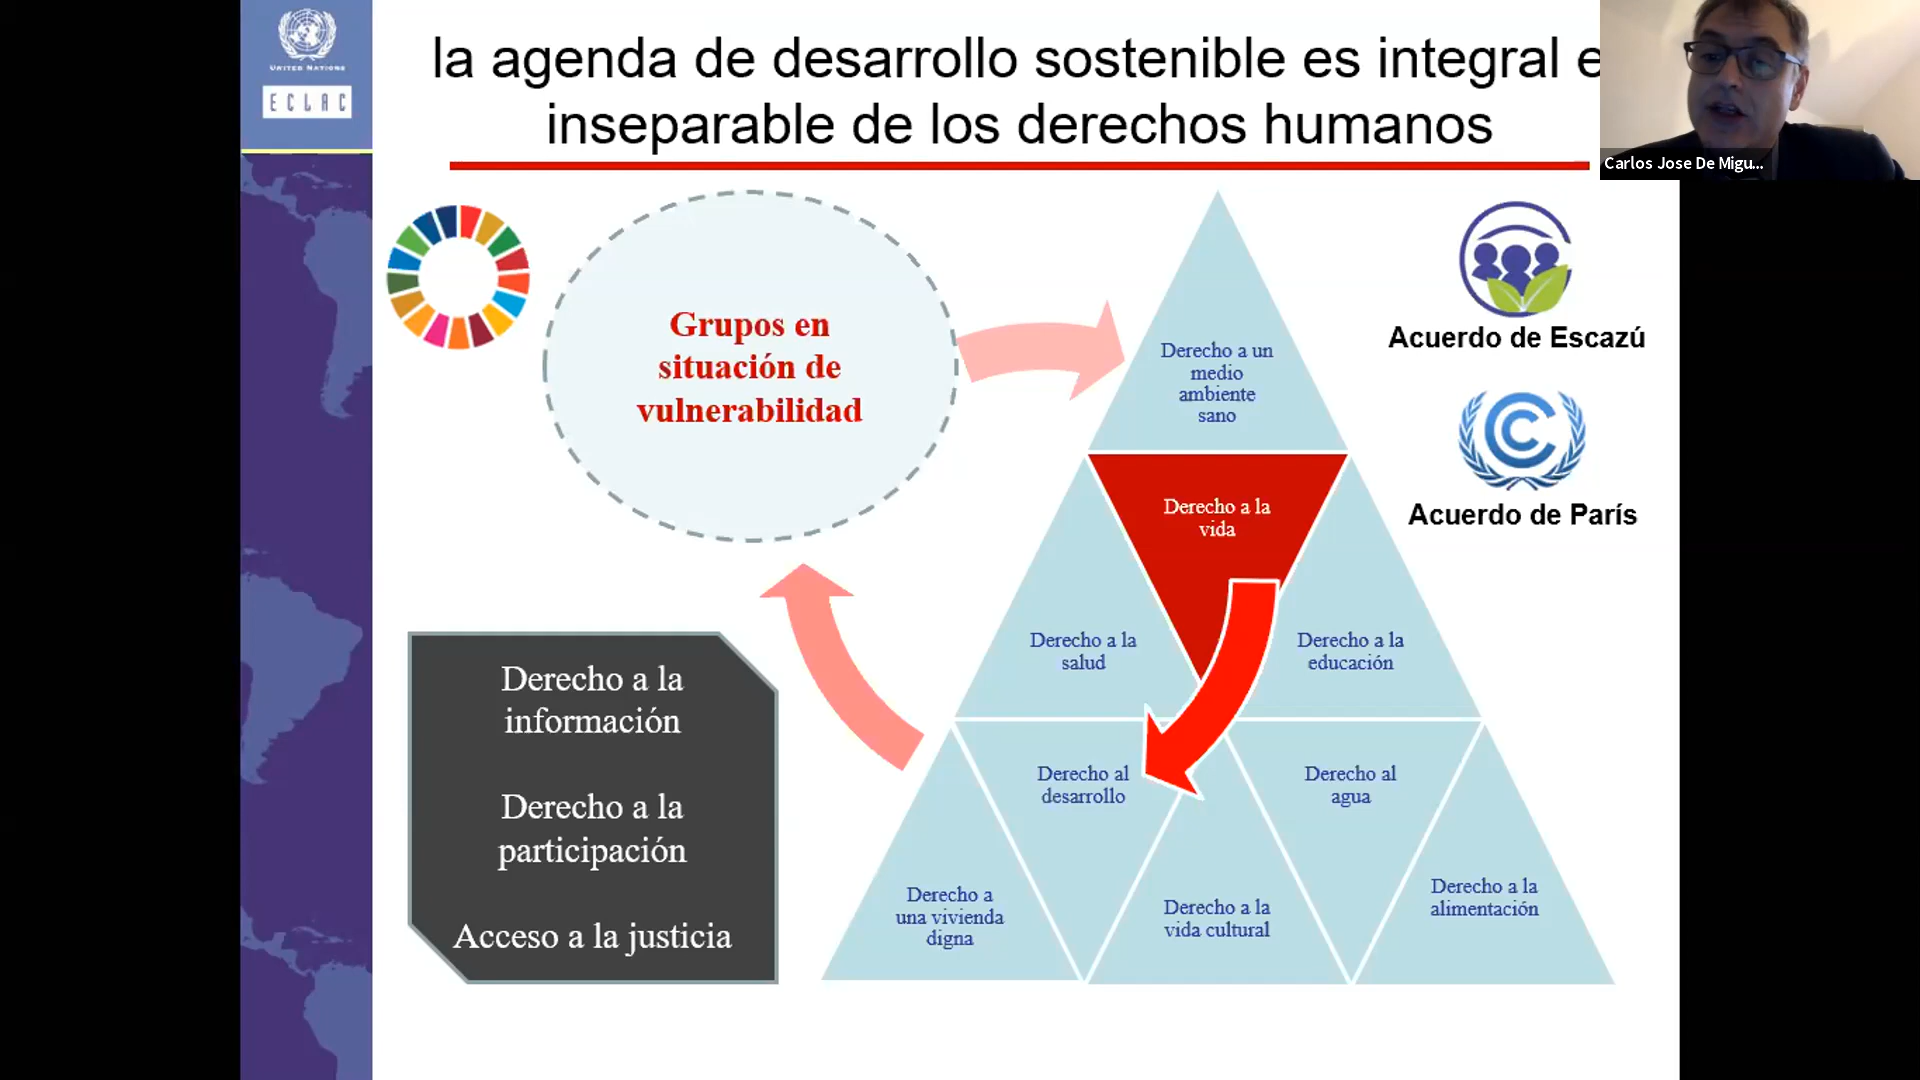 UNITED NATIONS
ECLAC
la agenda de desarrollo sostenible es integral e
inseparable de los derechos humanos
Carlos Jose De Migu...
Grupos en
situación de
vulnerabilidad
Derecho a un
medio
ambiente
sano
Acuerdo de Escazú
Acuerdo de París
Derecho a la
vida
Derecho a la
salud
Derecho a la
educación
Derecho a la
información
Derecho a la
participación
Acceso a la justicia
Derecho al
desarrollo
Derecho al
agua
Derecho a
una vivienda
digna
Derecho a la
vida cultural
Derecho a la
alimentación